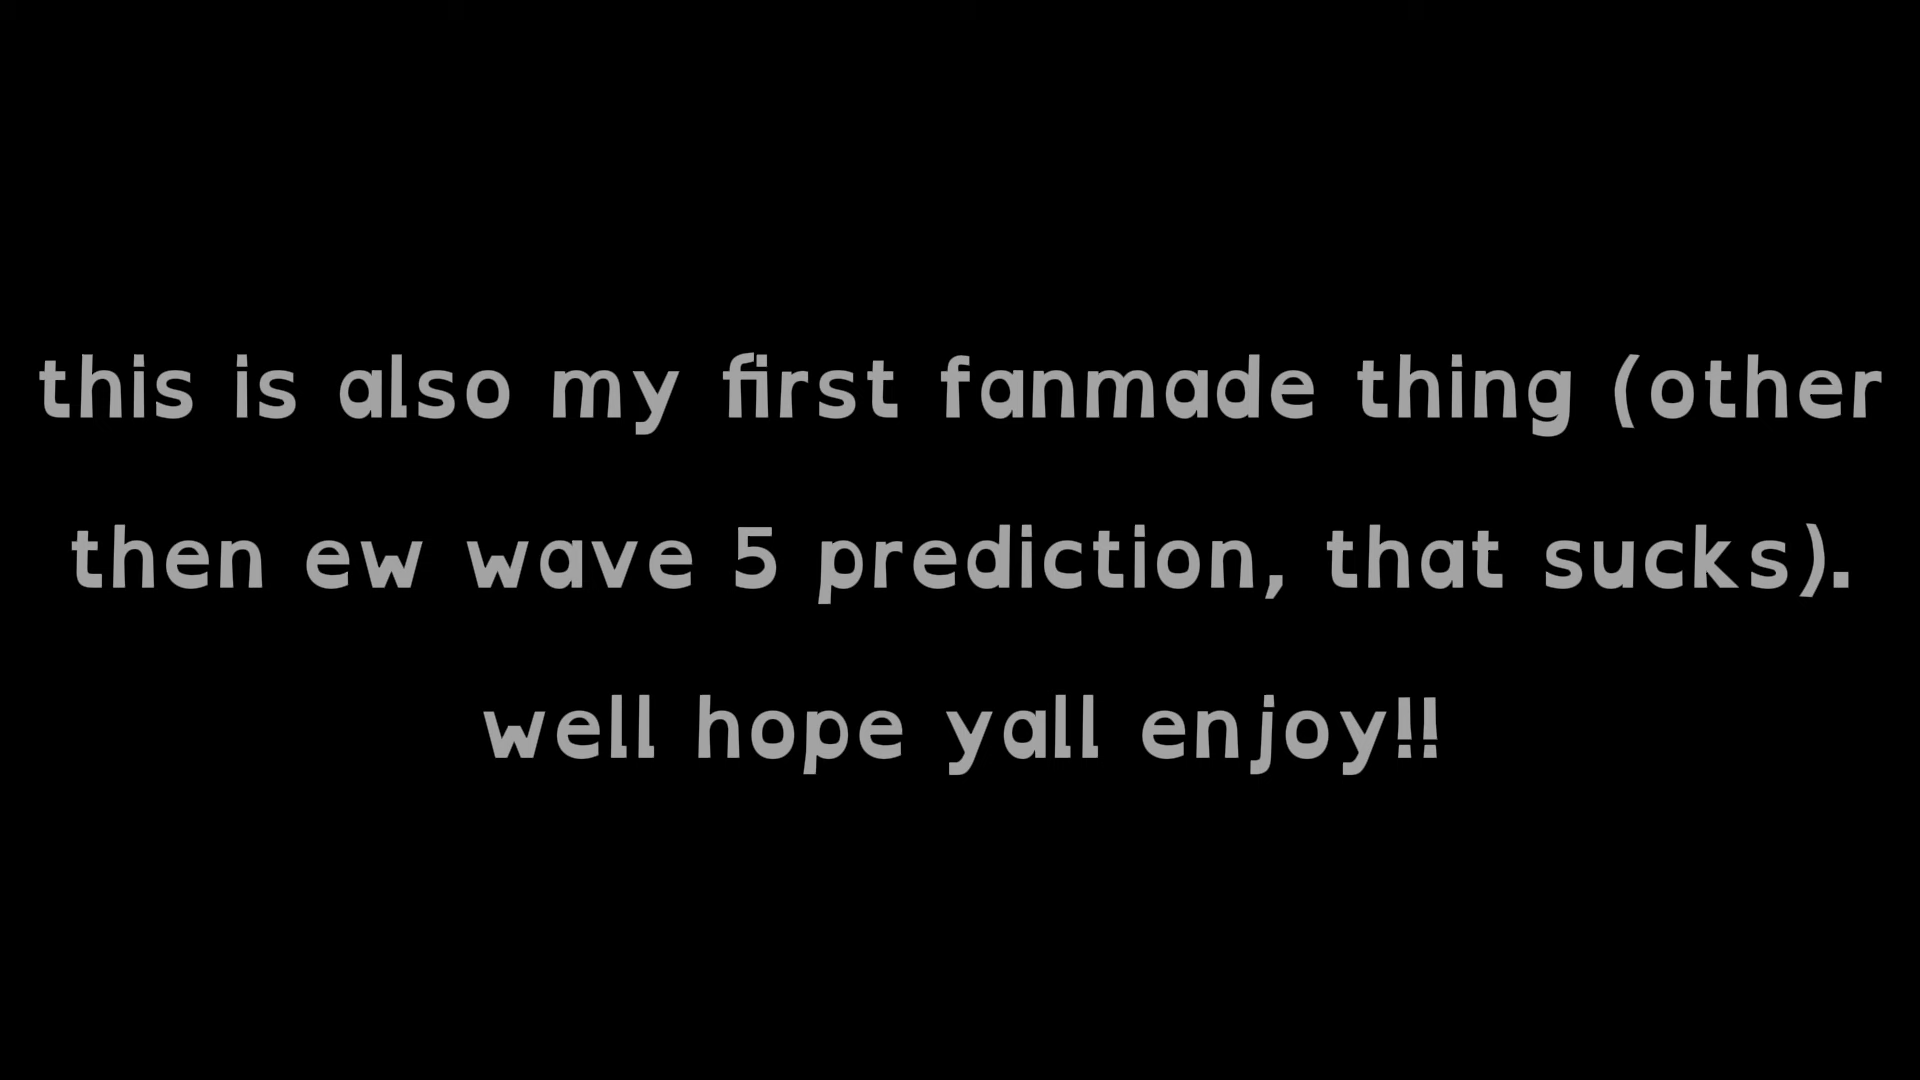 this is also my first fanmade thing (other
then ew wave 5 prediction, that sucks).
well hope yall enjoy!!